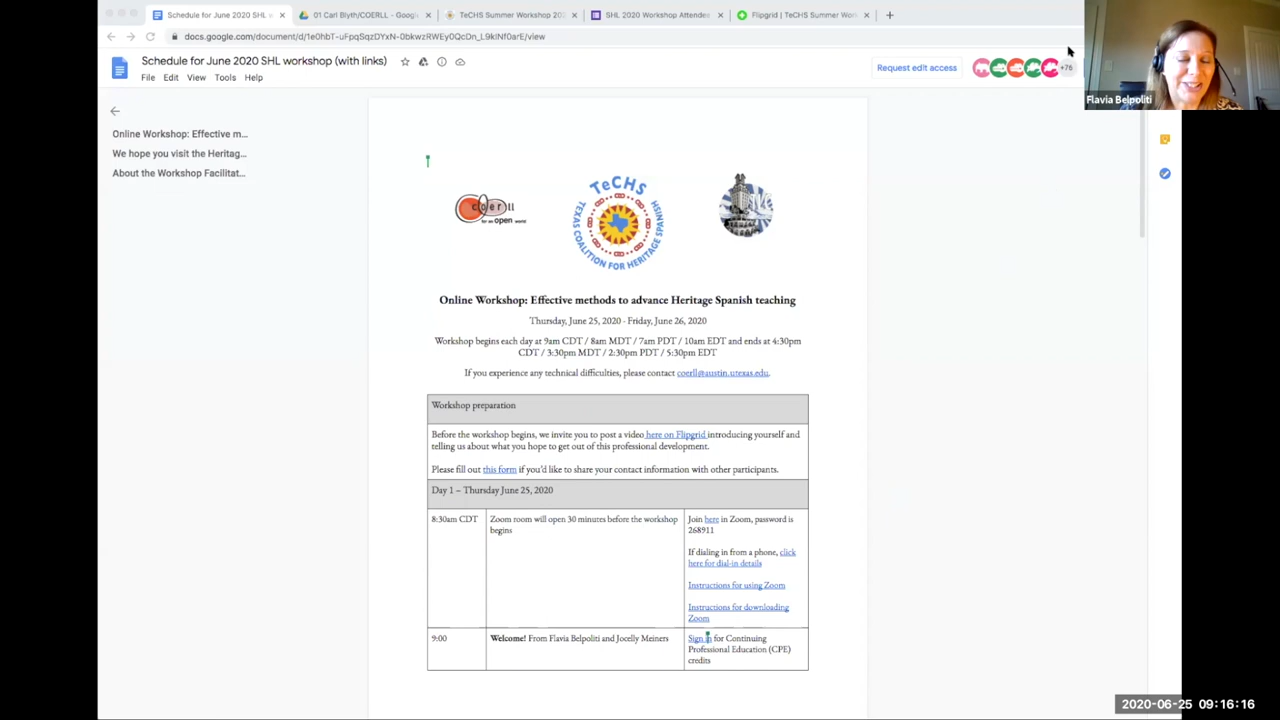 Schedule for June 2020 SHL w
01 Carl Blyth/COERLL - Google
TeCHS Summer Workshop 202
SHL 2020 Workshop Attendee
Flipgrid | TeCHS Summer Work
docs.google.com/document/d/
/view
Schedule for June 2020 SHL workshop (with links)
File Edit View Tools Help
Request edit access
+76
Flavia Belpoliti
Online Workshop: Effective m...
We hope you visit the Heritag...
About the Workshop Facilitat...
coerll
for an open world
TeCHS
TEXAS COALITION FOR HERITAGE SPANISH
Online Workshop: Effective methods to advance Heritage Spanish teaching
Thursday, June 25, 2020 - Friday, June 26, 2020
Workshop begins each day at 9am CDT / 8am MDT / 7am PDT / 10am EDT and ends at 4:30pm
CDT / 3:30pm MDT / 2:30pm PDT / 5:30pm EDT
If you experience any technical difficulties, please contact coerll@austin.utexas.edu.
Workshop preparation
Before the workshop begins, we invite you to post a video here on Flipgrid introducing yourself and
telling us about what you hope to get out of this professional development.
Please fill out this form if you'd like to share your contact information with other participants.
Day 1 – Thursday June 25, 2020
8:30am CDT
Zoom room will open 30 minutes before the workshop
begins
Join here in Zoom, password is
268911
If dialing in from a phone, click
here for dial-in details
Instructions for using Zoom
Instructions for downloading
Zoom
9:00
Welcome! From Flavia Belpoliti and Jocelly Meiners
Sign in for Continuing
Professional Education (CPE)
credits
2020-06-25 09:16:16